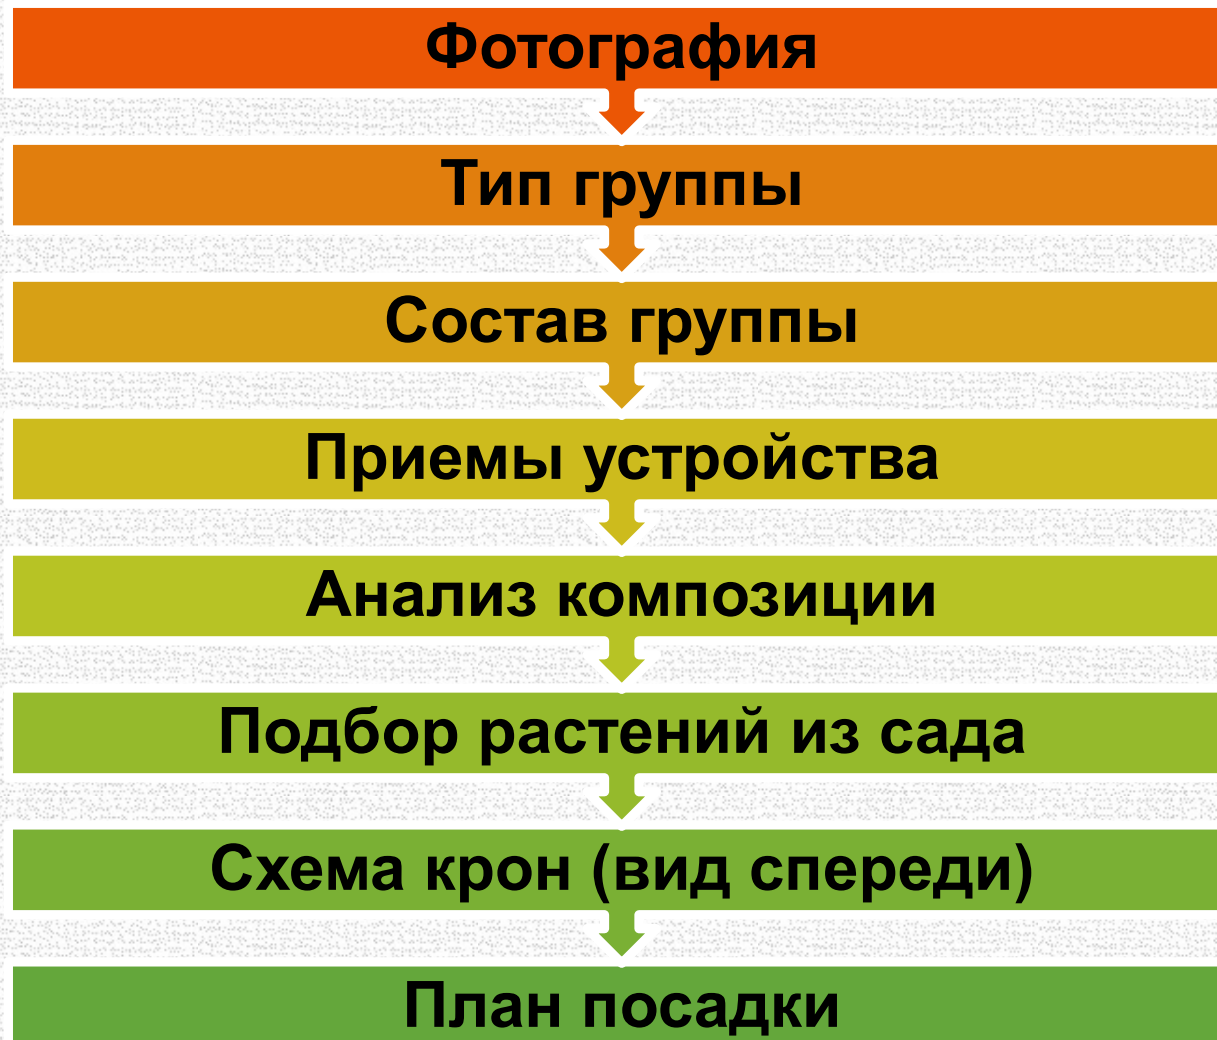 Фотография
Тип группы
Состав группы
Приемы устройства
Анализ композиции
Подбор растений из сада
Схема крон (вид спереди)
План посадки